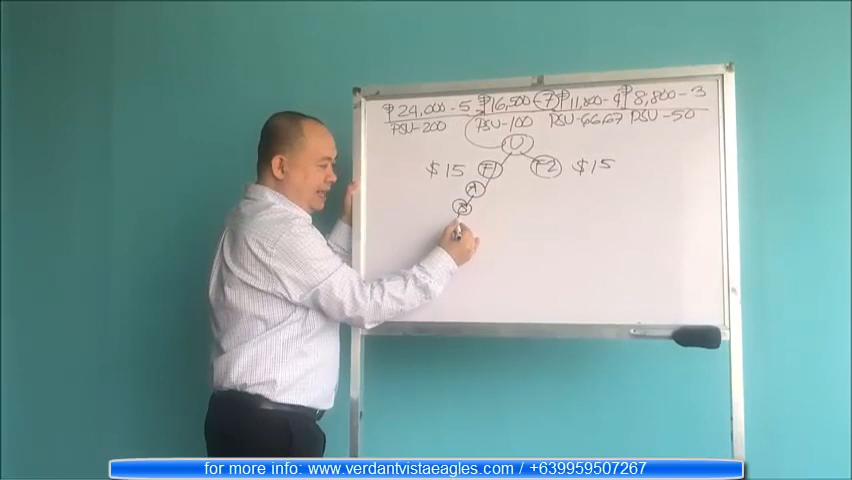 ₱24,000-5 ₱16,500-7 ₱11,800-9 ₱8,800-3
PSU-200 PSU-100 PSU-66.67 PSU-50
U
$15 F1 F2 $15
A
B
for more info: www.verdantvistaeagles.com / +639959507267